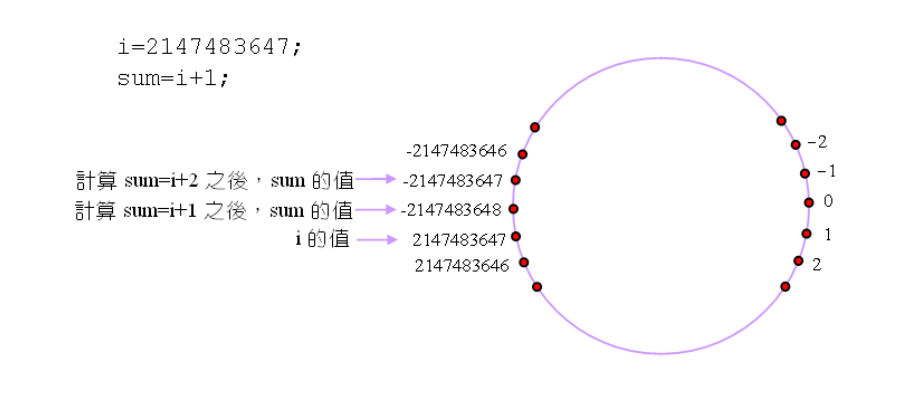 i=2147483647;
sum=i+1;
-2147483646
計算 sum=i+2 之後，sum 的值 -2147483647
計算 sum=i+1 之後，sum 的值 -2147483648
i 的值 2147483647
2147483646
-2
-1
0
1
2